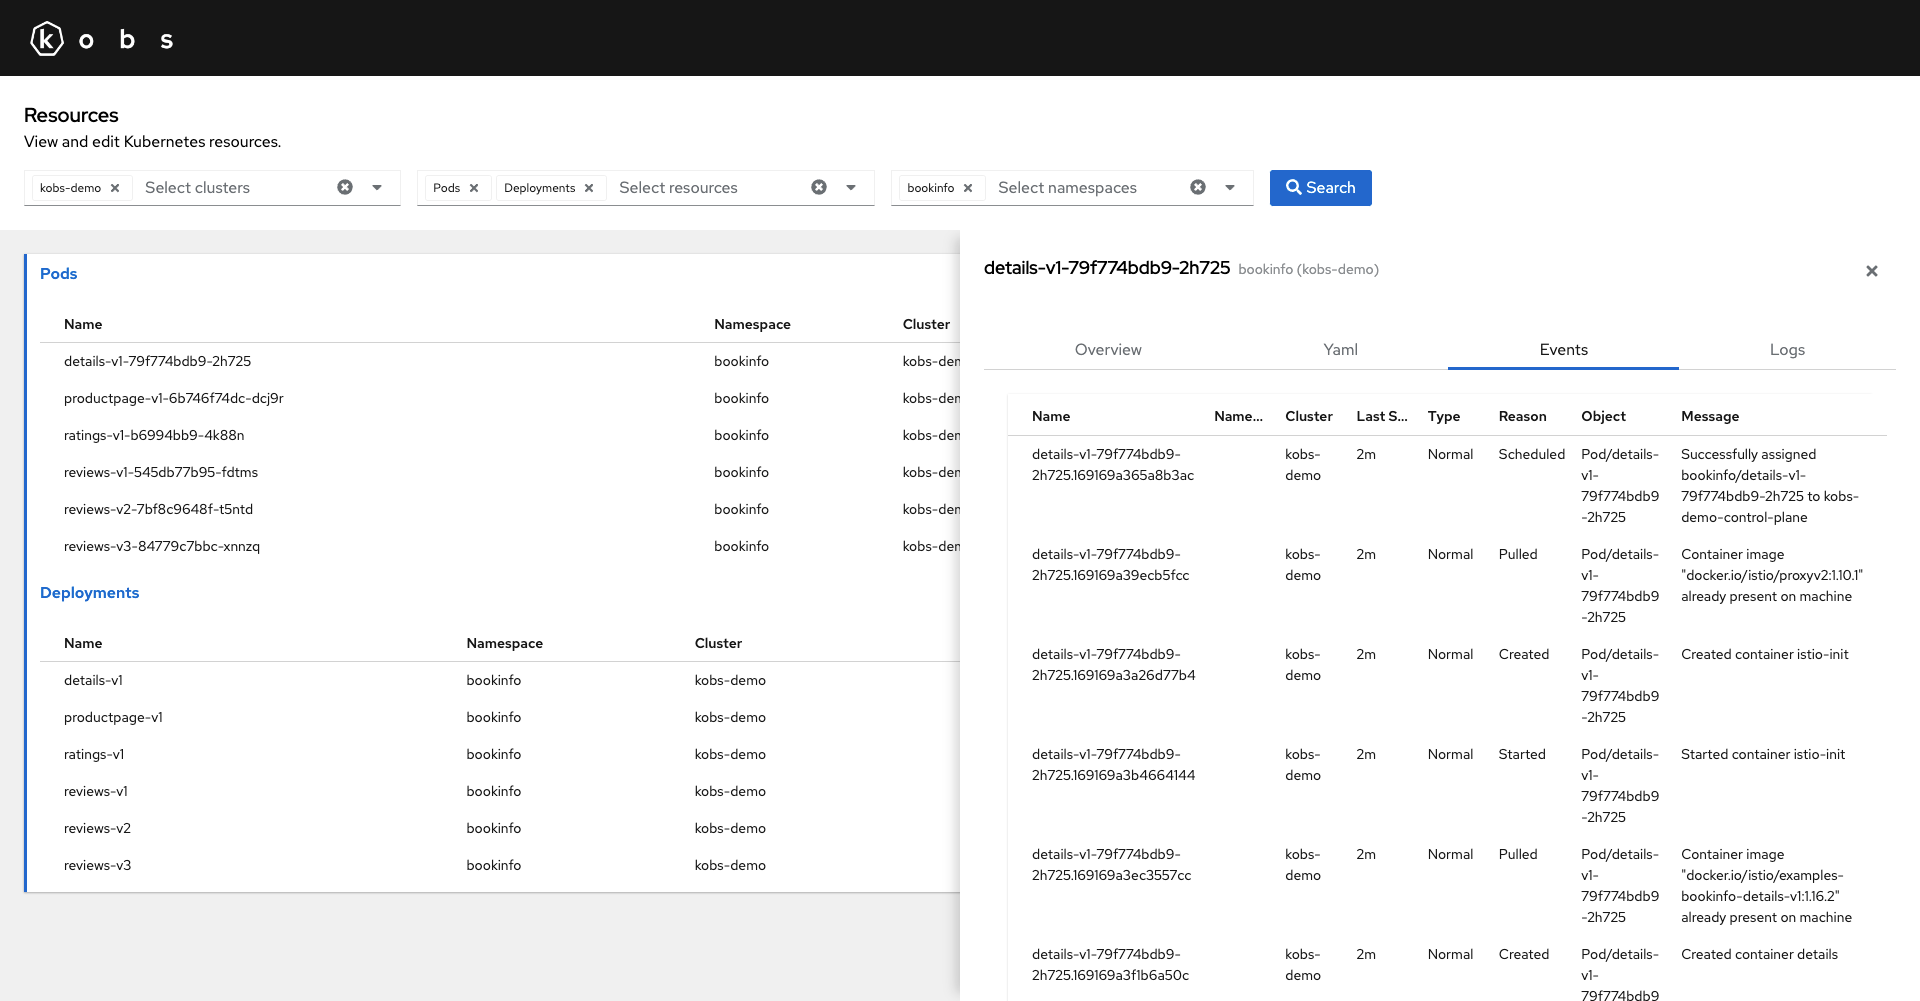 kobs
Resources
View and edit Kubernetes resources.
kobs-demo Select clusters Pods Deployments Select resources bookinfo Select namespaces Search
Pods
Name Namespace Cluster
details-v1-79f774bdb9-2h725 bookinfo kobs-dem
productpage-v1-6b746f74dc-dcj9r bookinfo kobs-dem
ratings-v1-b6994bb9-4k88n bookinfo kobs-dem
reviews-v1-545db77b95-fdtms bookinfo kobs-dem
reviews-v2-7bf8c9648f-t5ntd bookinfo kobs-dem
reviews-v3-84779c7bbc-xnnzq bookinfo kobs-dem
Deployments
Name Namespace Cluster
details-v1 bookinfo kobs-demo
productpage-v1 bookinfo kobs-demo
ratings-v1 bookinfo kobs-demo
reviews-v1 bookinfo kobs-demo
reviews-v2 bookinfo kobs-demo
reviews-v3 bookinfo kobs-demo
details-v1-79f774bdb9-2h725 bookinfo (kobs-demo)
Overview Yaml Events Logs
Name Name... Cluster Last S... Type Reason Object Message
details-v1-79f774bdb9- kobs- 2m Normal Scheduled Pod/details- Successfully assigned
2h725.169169a365a8b3ac demo v1- bookinfo/details-v1-
79f774bdb9 79f774bdb9-2h725 to kobs-
-2h725 demo-control-plane
details-v1-79f774bdb9- kobs- 2m Normal Pulled Pod/details- Container image
2h725.169169a39ecb5fcc demo v1- "docker.io/istio/proxyv2:1.10.1"
79f774bdb9 already present on machine
-2h725
details-v1-79f774bdb9- kobs- 2m Normal Created Pod/details- Created container istio-init
2h725.169169a3a26d77b4 demo v1-
79f774bdb9
-2h725
details-v1-79f774bdb9- kobs- 2m Normal Started Pod/details- Started container istio-init
2h725.169169a3b4664144 demo v1-
79f774bdb9
-2h725
details-v1-79f774bdb9- kobs- 2m Normal Pulled Pod/details- Container image
2h725.169169a3ec3557cc demo v1- "docker.io/istio/examples-
79f774bdb9 bookinfo-details-v1:1.16.2"
-2h725 already present on machine
details-v1-79f774bdb9- kobs- 2m Normal Created Pod/details- Created container details
2h725.169169a3f1b6a50c demo v1-
79f774bdb9